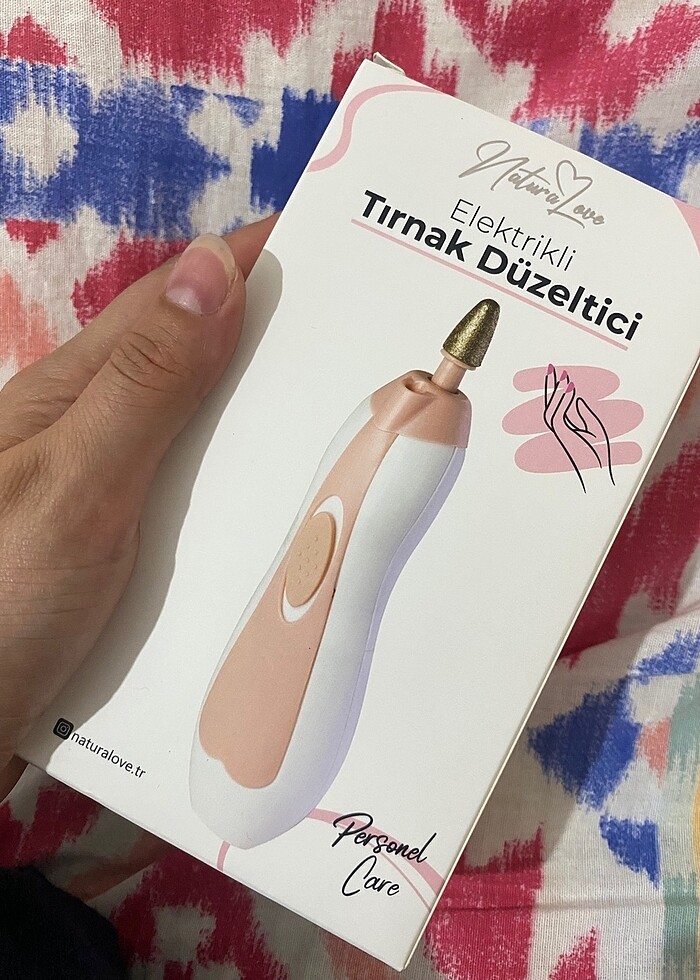 NaturaLove
Elektrikli
Tırnak Düzeltici
naturalove.tr
Personel
Care